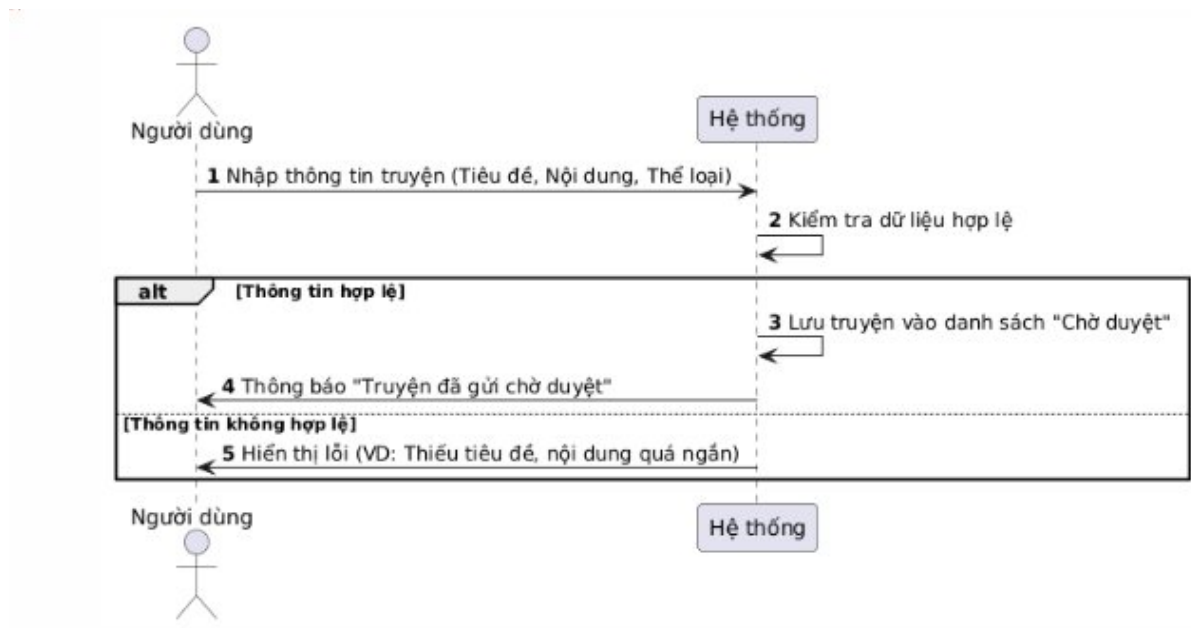 Người dùng
Hệ thống
1 Nhập thông tin truyện (Tiêu đề, Nội dung, Thể loại)
2 Kiểm tra dữ liệu hợp lệ
alt [Thông tin hợp lệ]
3 Lưu truyện vào danh sách "Chờ duyệt"
4 Thông báo "Truyện đã gửi chờ duyệt"
[Thông tin không hợp lệ]
5 Hiển thị lỗi (VD: Thiếu tiêu đề, nội dung quá ngắn)
Người dùng
Hệ thống